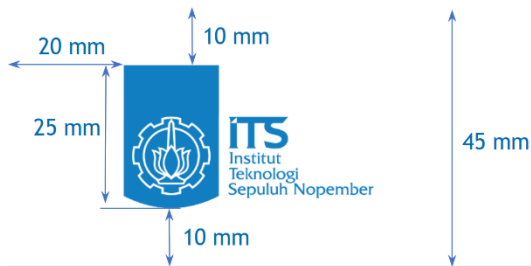 10 mm
20 mm
25 mm
iTS
Institut
Teknologi
Sepuluh Nopember
45 mm
10 mm